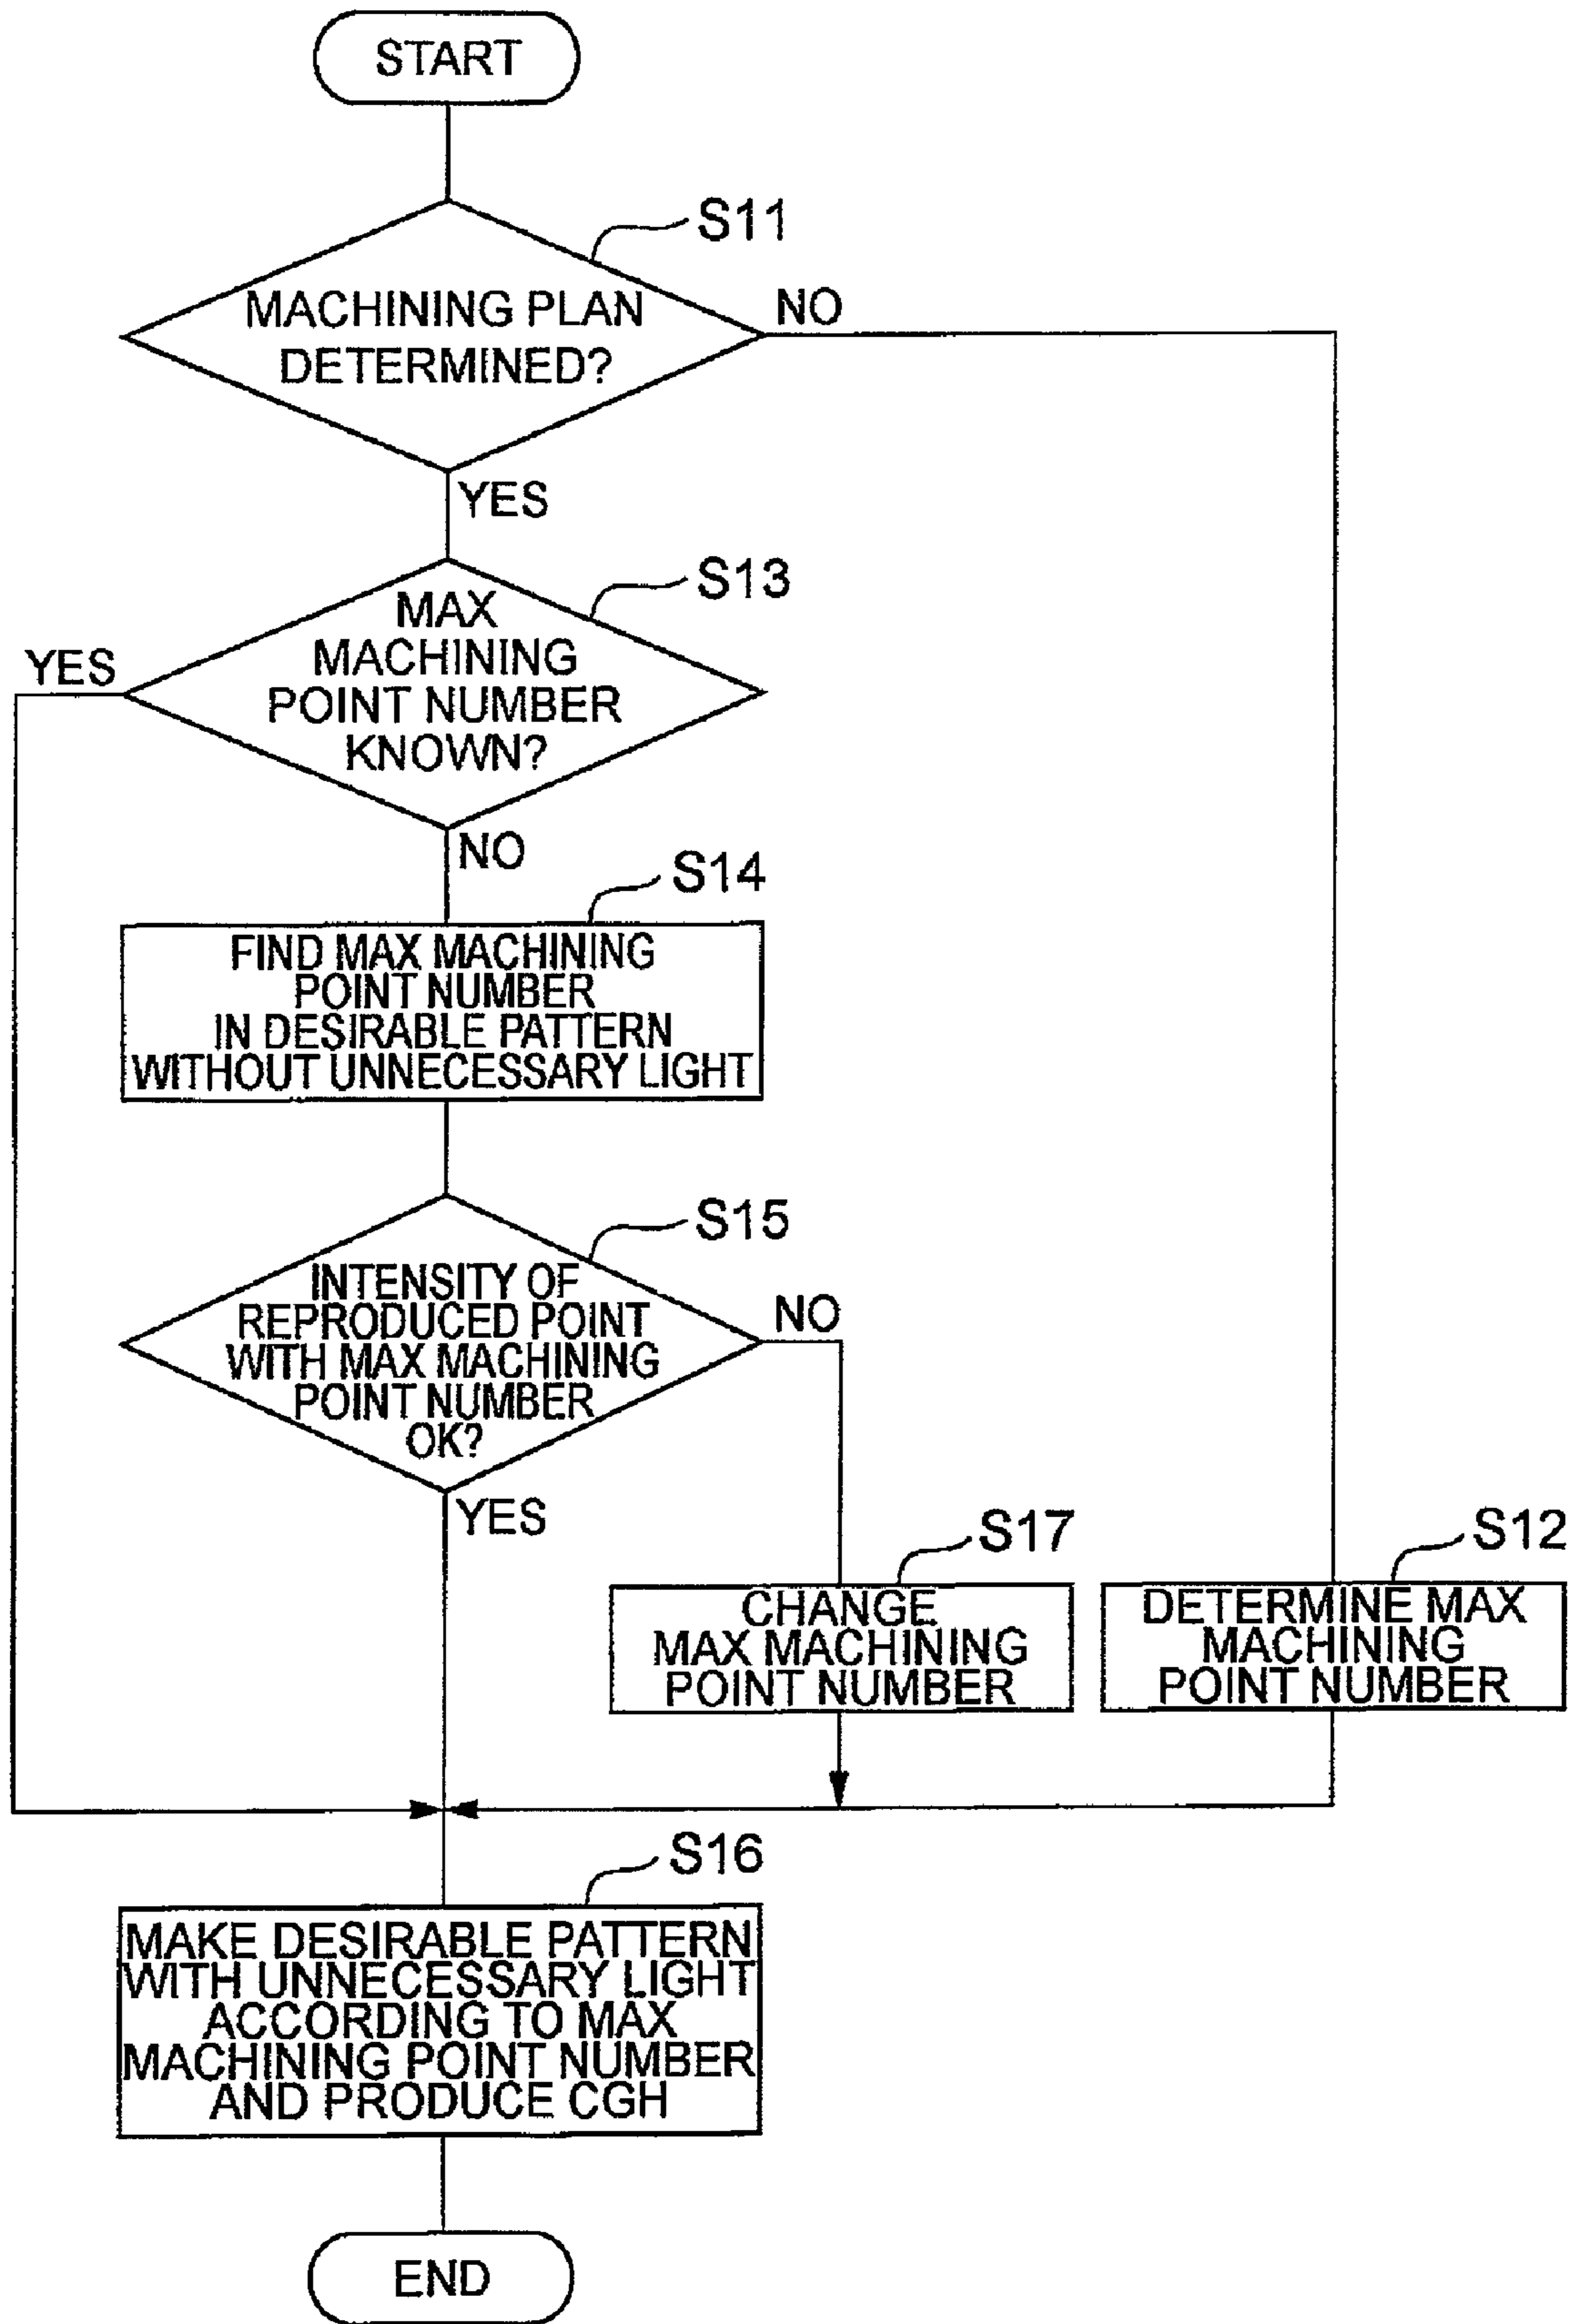 START
S11
MACHINING PLAN
DETERMINED?
NO
YES
S13
MAX
MACHINING
POINT NUMBER
KNOWN?
YES
NO
S14
FIND MAX MACHINING
POINT NUMBER
IN DESIRABLE PATTERN
WITHOUT UNNECESSARY LIGHT
S15
INTENSITY OF
REPRODUCED POINT
WITH MAX MACHINING
POINT NUMBER
OK?
NO
YES
S17
CHANGE
MAX MACHINING
POINT NUMBER
S12
DETERMINE MAX
MACHINING
POINT NUMBER
S16
MAKE DESIRABLE PATTERN
WITH UNNECESSARY LIGHT
ACCORDING TO MAX
MACHINING POINT NUMBER
AND PRODUCE CGH
END